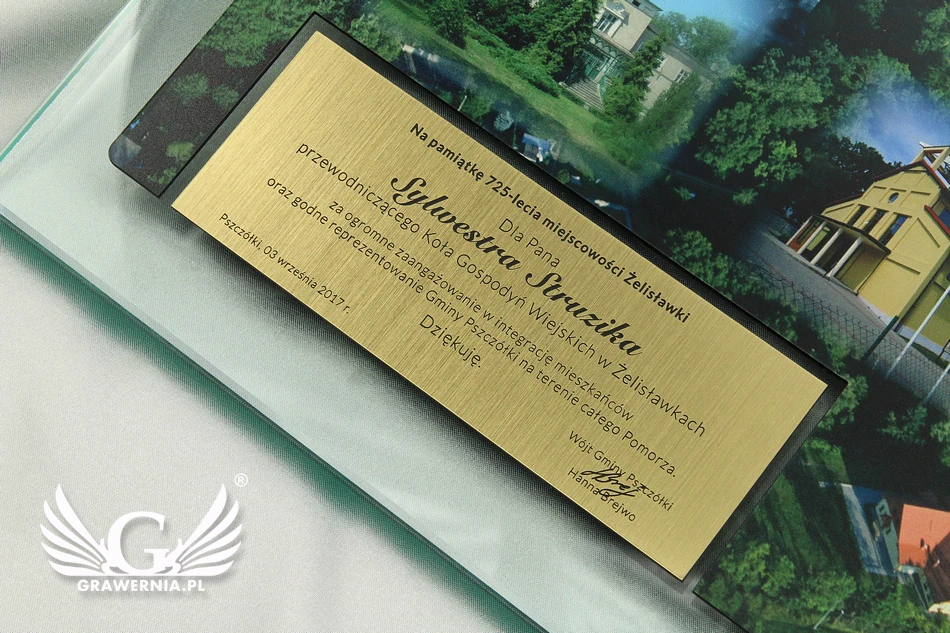 Na pamiątkę 725-lecia miejscowości Żelisławki
Dla Pana
Sylwestra Struzika
przewodniczącego Koła Gospodyń Wiejskich w Żelisławkach
za ogromne zaangażowanie w integrację mieszkańców
oraz godne reprezentowanie Gminy Pszczółki na terenie całego Pomorza.
Dziękuję.
Pszczółki, 03 września 2017 r.
Wójt Gminy Pszczółki
Hanna Brejwo
G ®
GRAWERNIA.PL